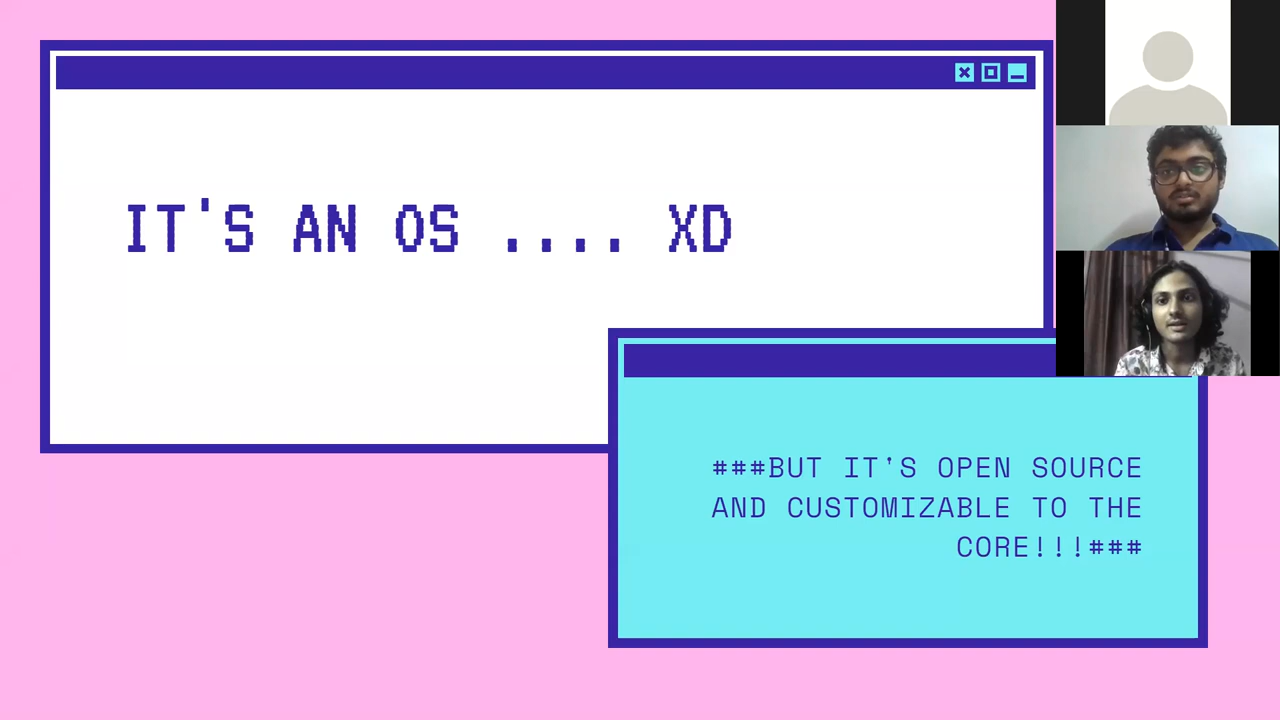 IT'S AN OS .... XD
###BUT IT'S OPEN SOURCE
AND CUSTOMIZABLE TO THE
CORE!!!###